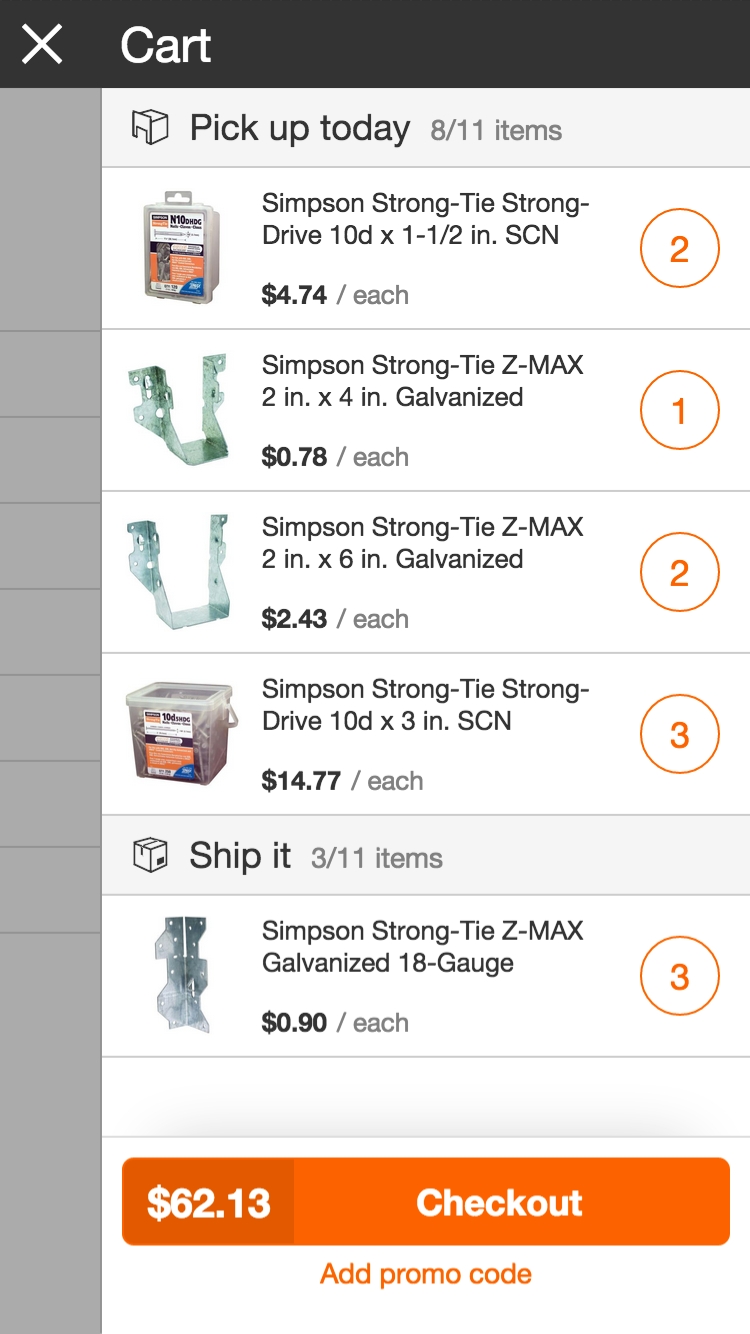 Cart
Pick up today 8/11 items
Simpson Strong-Tie Strong-
Drive 10d x 1-1/2 in. SCN
$4.74 / each
2
N10DHDG
Simpson Strong-Tie Z-MAX
2 in. x 4 in. Galvanized
$0.78 / each
1
Simpson Strong-Tie Z-MAX
2 in. x 6 in. Galvanized
$2.43 / each
2
Simpson Strong-Tie Strong-
Drive 10d x 3 in. SCN
$14.77 / each
3
Ship it 3/11 items
Simpson Strong-Tie Z-MAX
Galvanized 18-Gauge
$0.90 / each
3
$62.13 Checkout
Add promo code